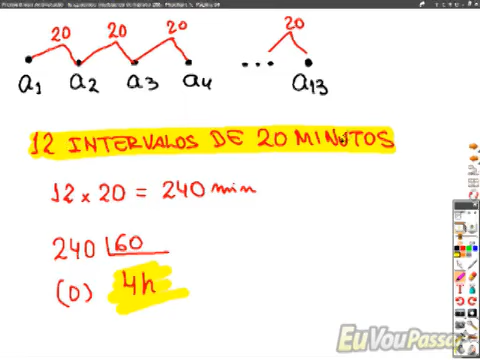 20 20 20 20
a1 a2 a3 a4 ... a13
12 INTERVALOS DE 20 MINUTOS
12 x 20 = 240 min
240 60
(0) 4h
EuVouPassar